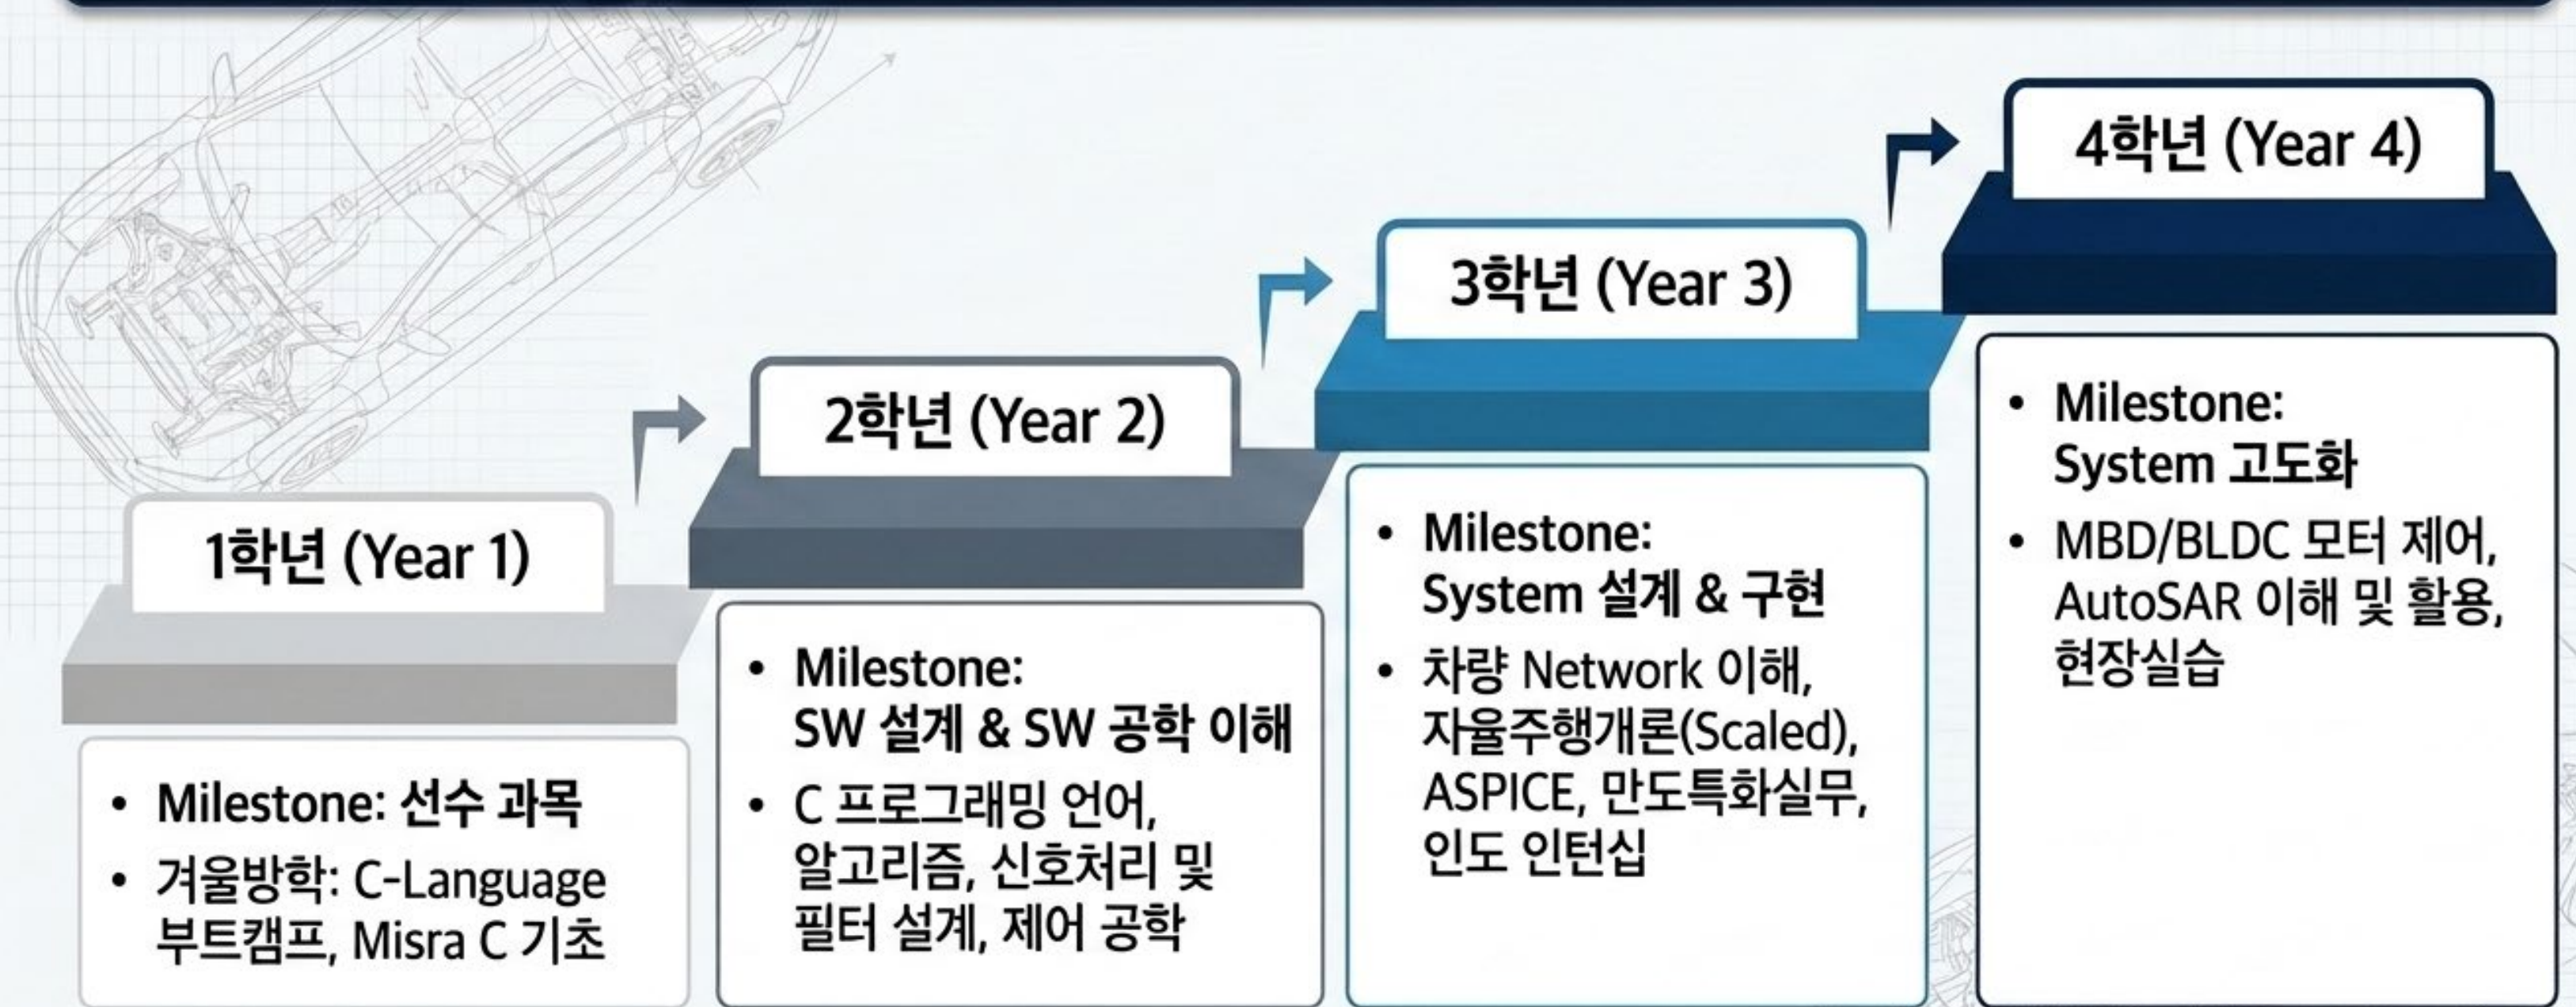 1학년 (Year 1)
• Milestone: 선수 과목
• 겨울방학: C-Language
부트캠프, Misra C 기초
2학년 (Year 2)
• Milestone:
SW 설계 & SW 공학 이해
• C 프로그래밍 언어,
알고리즘, 신호처리 및
필터 설계, 제어 공학
3학년 (Year 3)
• Milestone:
System 설계 & 구현
• 차량 Network 이해,
자율주행개론(Scaled),
ASPICE, 만도특화실무,
인도 인턴십
4학년 (Year 4)
• Milestone:
System 고도화
• MBD/BLDC 모터 제어,
AutoSAR 이해 및 활용,
현장실습